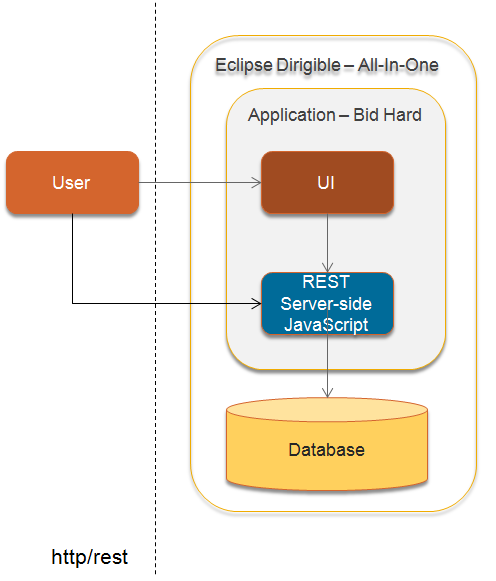 Eclipse Dirigible – All-In-One
Application – Bid Hard
User
UI
REST
Server-side
JavaScript
Database
http/rest